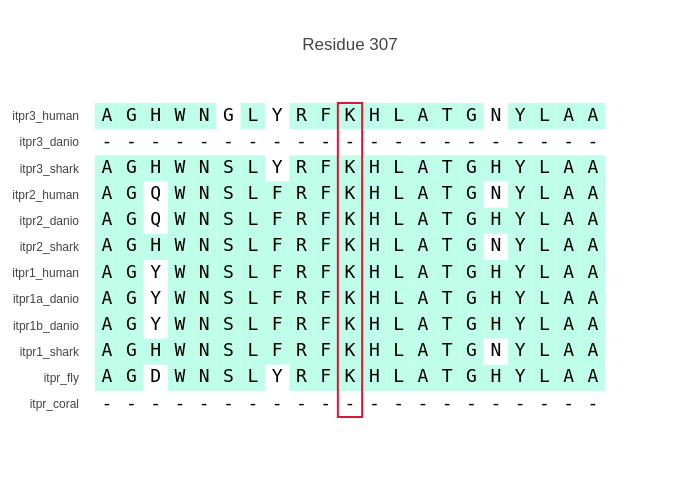 Residue 307
itpr3_human A G H W N G L Y R F K H L A T G N Y L A A
itpr3_danio - - - - - - - - - - - - - - - - - - - - -
itpr3_shark A G H W N S L Y R F K H L A T G H Y L A A
itpr2_human A G Q W N S L F R F K H L A T G N Y L A A
itpr2_danio A G Q W N S L F R F K H L A T G H Y L A A
itpr2_shark A G H W N S L F R F K H L A T G N Y L A A
itpr1_human A G Y W N S L F R F K H L A T G H Y L A A
itpr1a_danio A G Y W N S L F R F K H L A T G H Y L A A
itpr1b_danio A G Y W N S L F R F K H L A T G H Y L A A
itpr1_shark A G H W N S L F R F K H L A T G N Y L A A
itpr_fly A G D W N S L Y R F K H L A T G H Y L A A
itpr_coral - - - - - - - - - - - - - - - - - - - - -